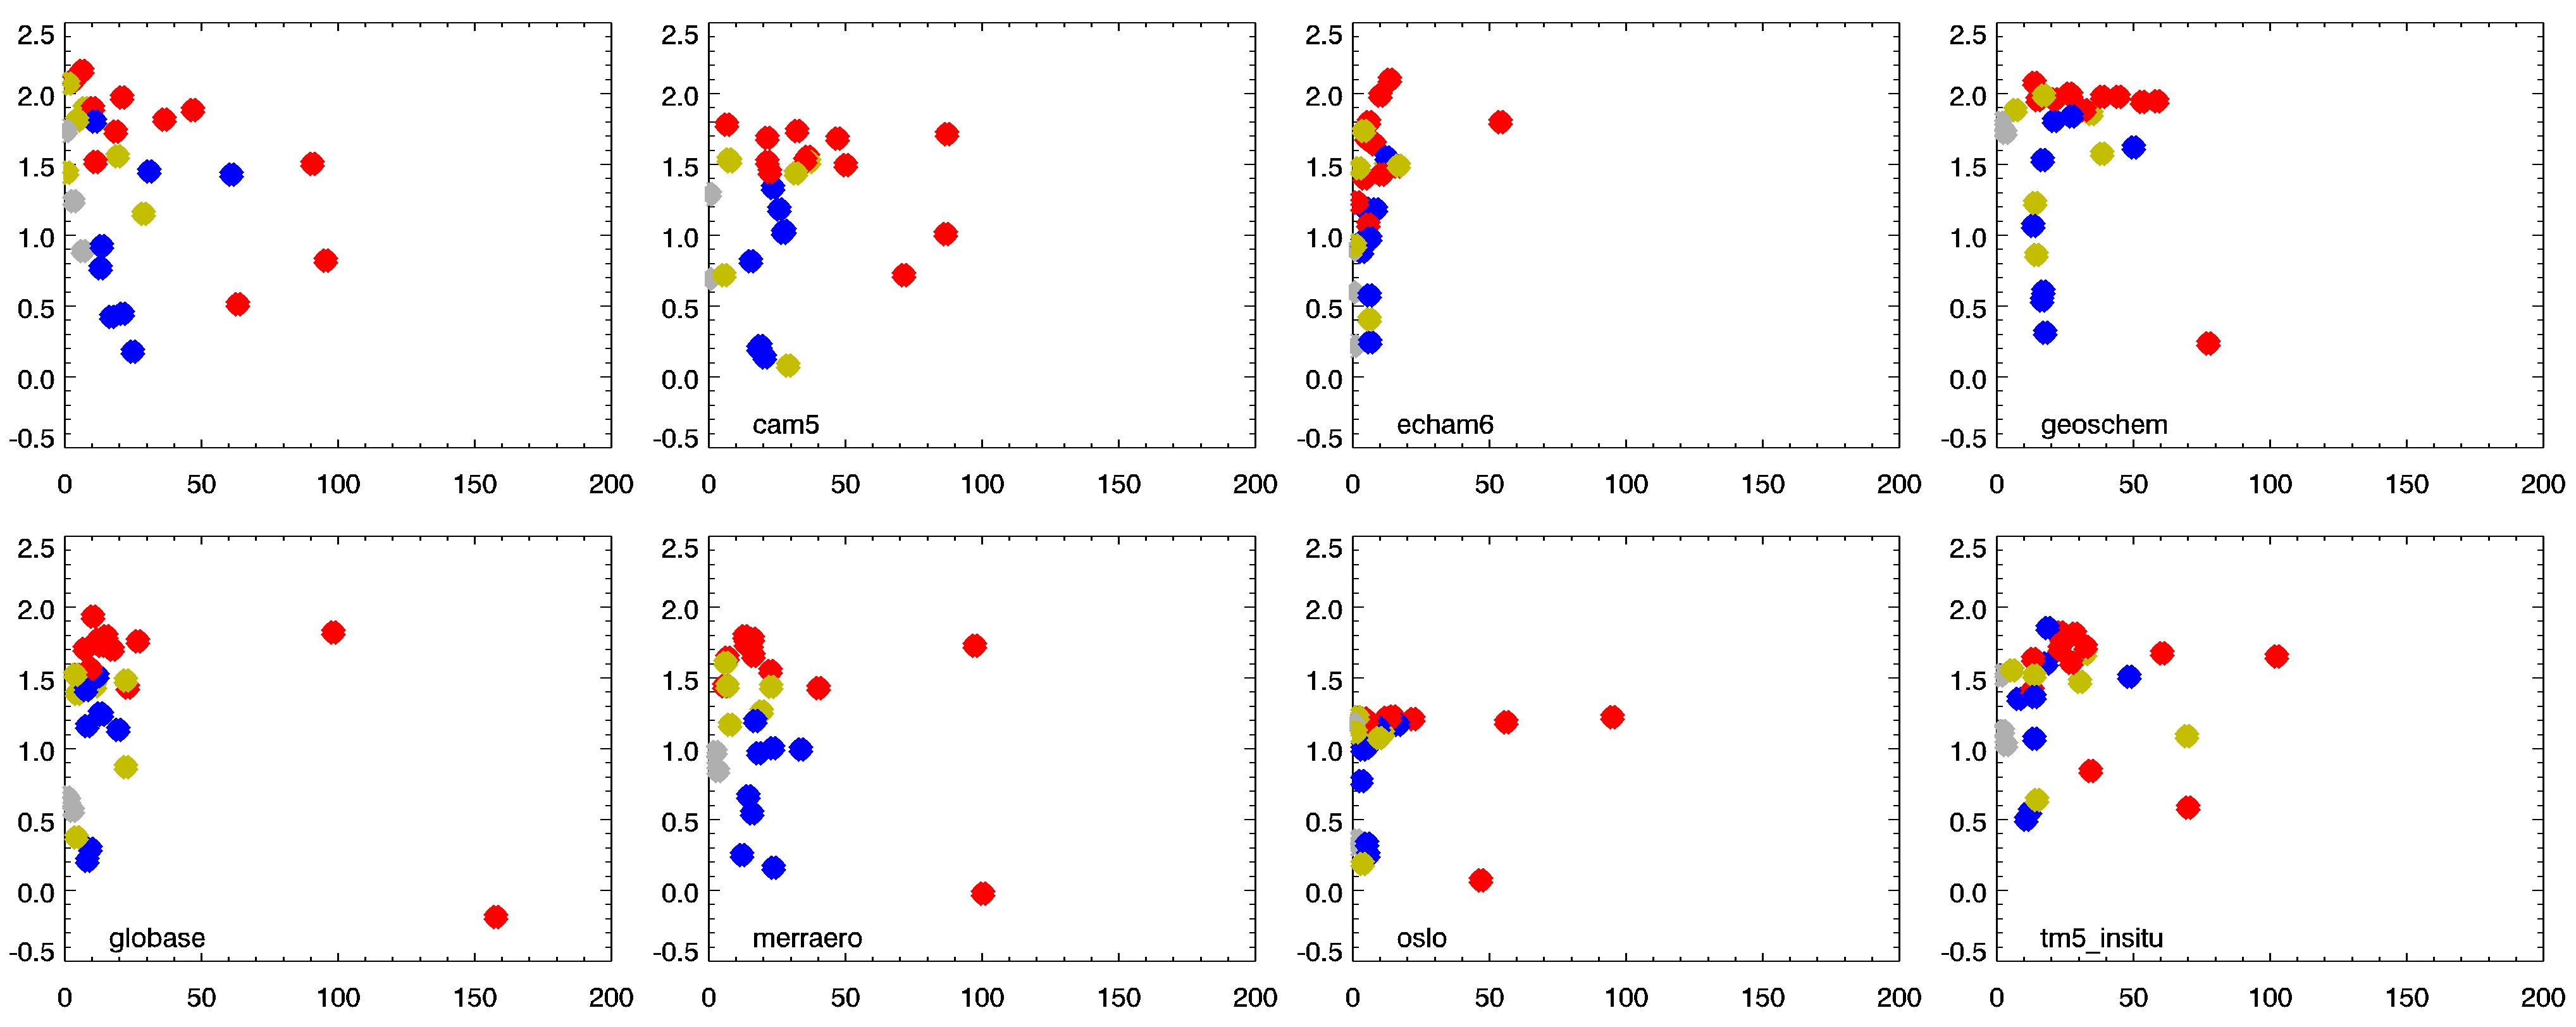 2.5 2.5 2.5 2.5
2.0 2.0 2.0 2.0
1.5 1.5 1.5 1.5
1.0 1.0 1.0 1.0
0.5 0.5 0.5 0.5
0.0 0.0 0.0 0.0
cam5 echam6 geoschem
-0.5 -0.5 -0.5 -0.5
0 50 100 150 200 0 50 100 150 200 0 50 100 150 200 0 50 100 150 200
2.5 2.5 2.5 2.5
2.0 2.0 2.0 2.0
1.5 1.5 1.5 1.5
1.0 1.0 1.0 1.0
0.5 0.5 0.5 0.5
0.0 0.0 0.0 0.0
globase merraero oslo tm5_insitu
-0.5 -0.5 -0.5 -0.5
0 50 100 150 200 0 50 100 150 200 0 50 100 150 200 0 50 100 150 200